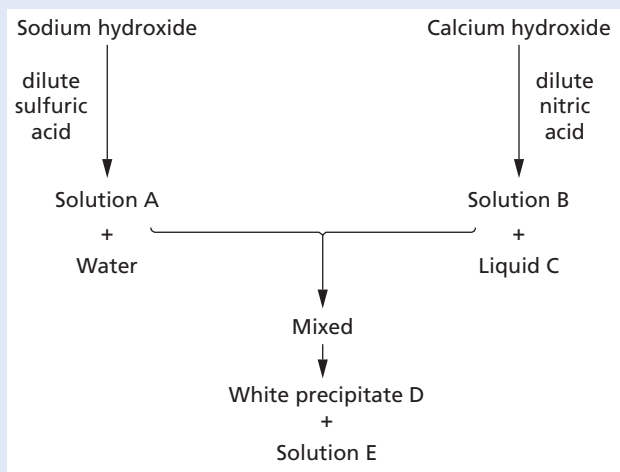 Sodium hydroxide
Calcium hydroxide
dilute
sulfuric
acid
dilute
nitric
acid
Solution A
+
Water
Solution B
+
Liquid C
Mixed
White precipitate D
+
Solution E